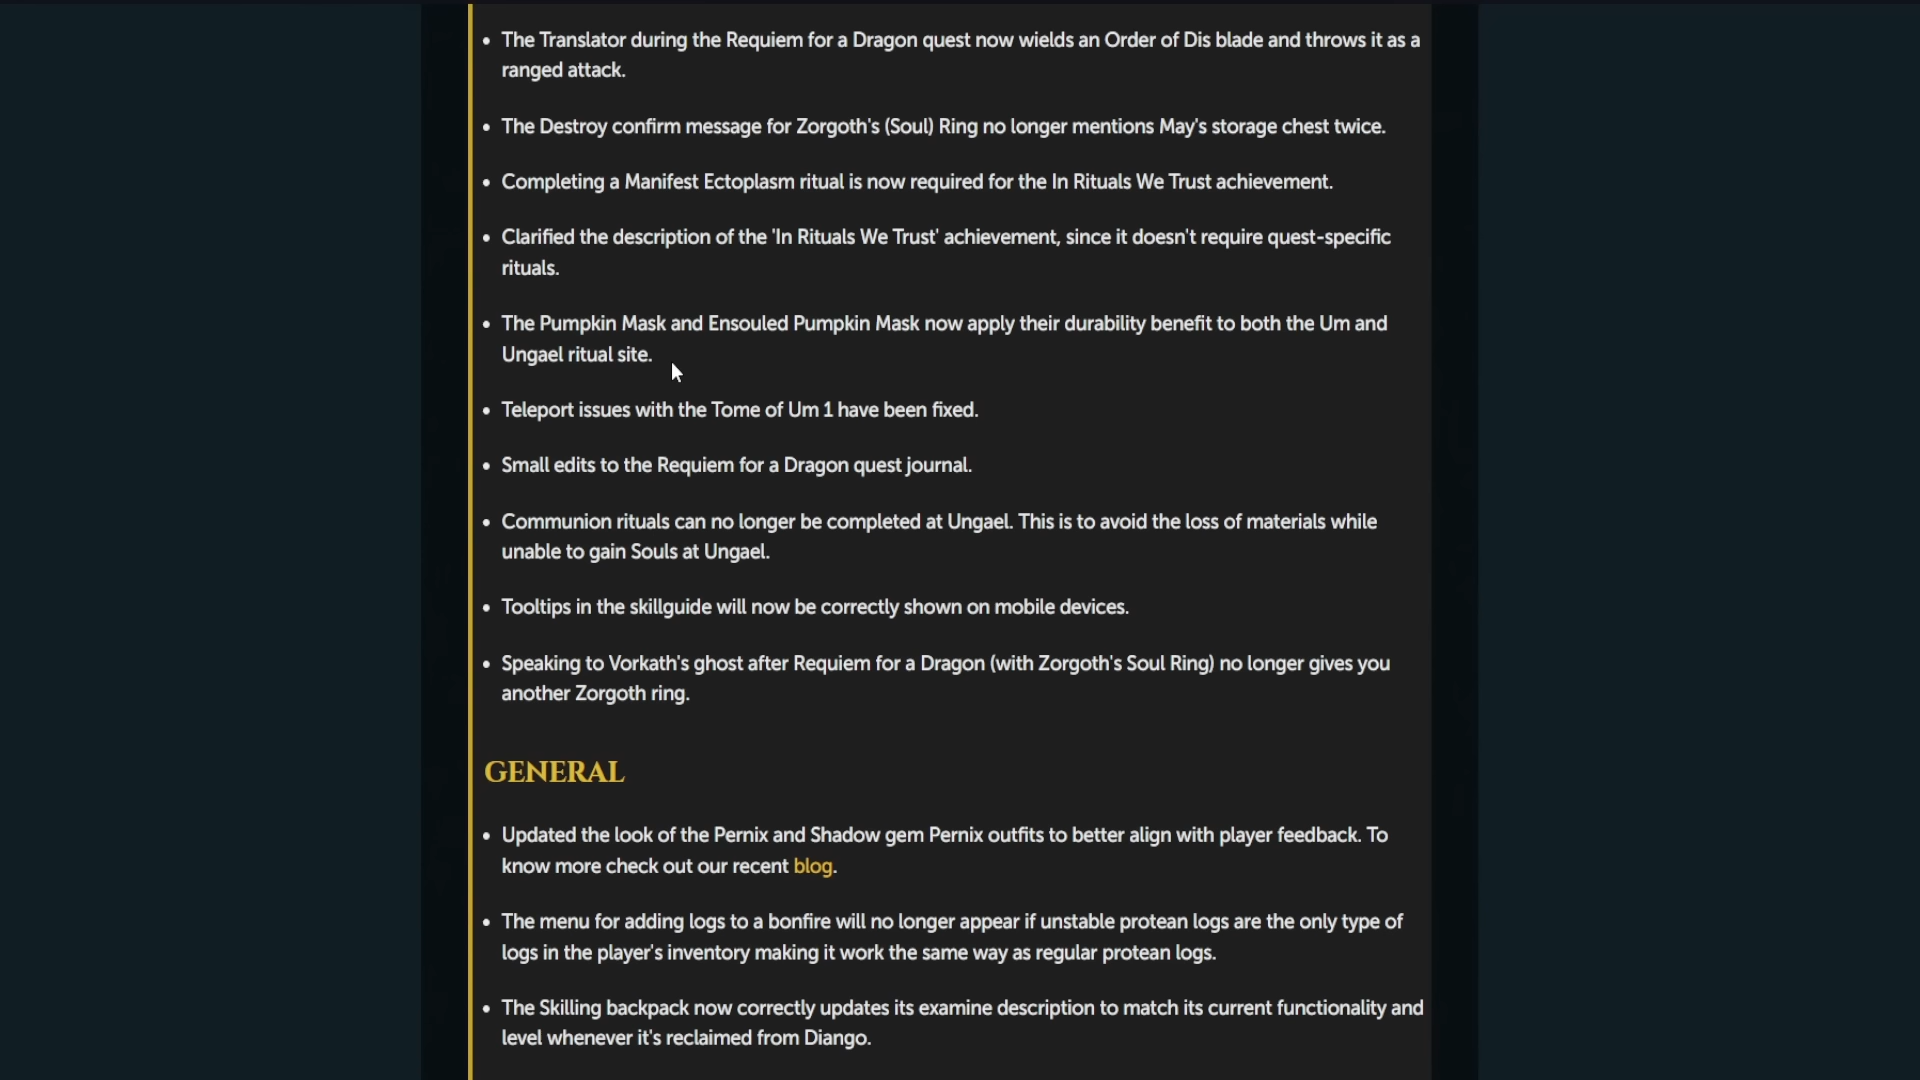 • The Translator during the Requiem for a Dragon quest now wields an Order of Dis blade and throws it as a
ranged attack.
• The Destroy confirm message for Zorgoth's (Soul) Ring no longer mentions May's storage chest twice.
• Completing a Manifest Ectoplasm ritual is now required for the In Rituals We Trust achievement.
• Clarified the description of the 'In Rituals We Trust' achievement, since it doesn't require quest-specific
rituals.
• The Pumpkin Mask and Ensouled Pumpkin Mask now apply their durability benefit to both the Um and
Ungael ritual site.
• Teleport issues with the Tome of Um 1 have been fixed.
• Small edits to the Requiem for a Dragon quest journal.
• Communion rituals can no longer be completed at Ungael. This is to avoid the loss of materials while
unable to gain Souls at Ungael.
• Tooltips in the skillguide will now be correctly shown on mobile devices.
• Speaking to Vorkath's ghost after Requiem for a Dragon (with Zorgoth's Soul Ring) no longer gives you
another Zorgoth ring.
GENERAL
• Updated the look of the Pernix and Shadow gem Pernix outfits to better align with player feedback. To
know more check out our recent blog.
• The menu for adding logs to a bonfire will no longer appear if unstable protean logs are the only type of
logs in the player's inventory making it work the same way as regular protean logs.
• The Skilling backpack now correctly updates its examine description to match its current functionality and
level whenever it's reclaimed from Diango.